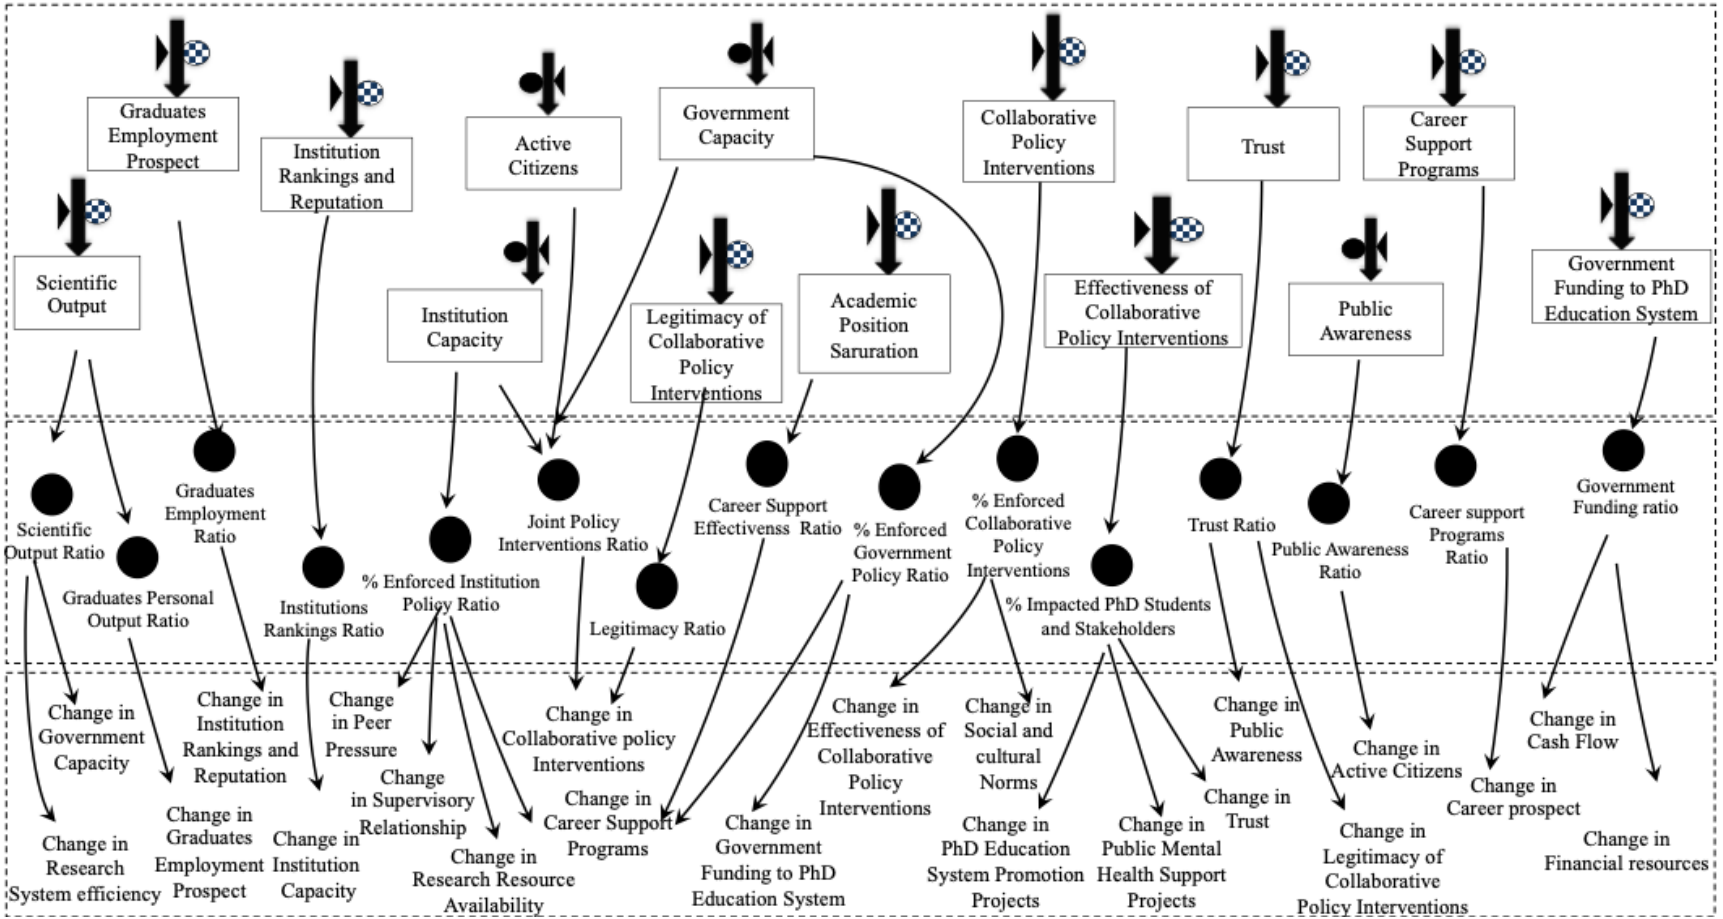 Graduates
Employment
Prospect
Institution
Rankings and
Reputation
Active
Citizens
Government
Capacity
Collaborative
Policy
Interventions
Trust
Career
Support
Programs
Scientific
Output
Institution
Capacity
Legitimacy of
Collaborative
Policy
Interventions
Academic
Position
Saruration
Effectiveness of
Collaborative
Policy Interventions
Public
Awareness
Government
Funding to PhD
Education System
Scientific
Output Ratio
Graduates Personal
Output Ratio
Graduates
Employment
Ratio
Institutions
Rankings Ratio
% Enforced Institution
Policy Ratio
Joint Policy
Interventions Ratio
Legitimacy Ratio
Career Support
Effectivenss Ratio
% Enforced
Government
Policy Ratio
% Enforced
Collaborative
Policy
Interventions
% Impacted PhD Students
and Stakeholders
Trust Ratio
Public Awareness
Ratio
Career support
Programs
Ratio
Government
Funding ratio
Change in
Government
Capacity
Change in
Research
System efficiency
Change in
Graduates
Employment
Prospect
Change in
Institution
Rankings and
Reputation
Change in
Institution
Capacity
Change
in Peer
Pressure
Change
in Supervisory
Relationship
Change in
Research Resource
Availability
Change in
Collaborative policy
Interventions
Change in
Career Support
Programs
Change in
Government
Funding to PhD
Education System
Change in
Effectiveness of
Collaborative
Policy
Interventions
Change in
Social and
cultural
Norms
Change in
PhD Education
System Promotion
Projects
Change in
Public Mental
Health Support
Projects
Change in
Trust
Change in
Public
Awareness
Change in
Legitimacy of
Collaborative
Policy Interventions
Change in
Active Citizens
Change in
Career prospect
Change in
Cash Flow
Change in
Financial resources